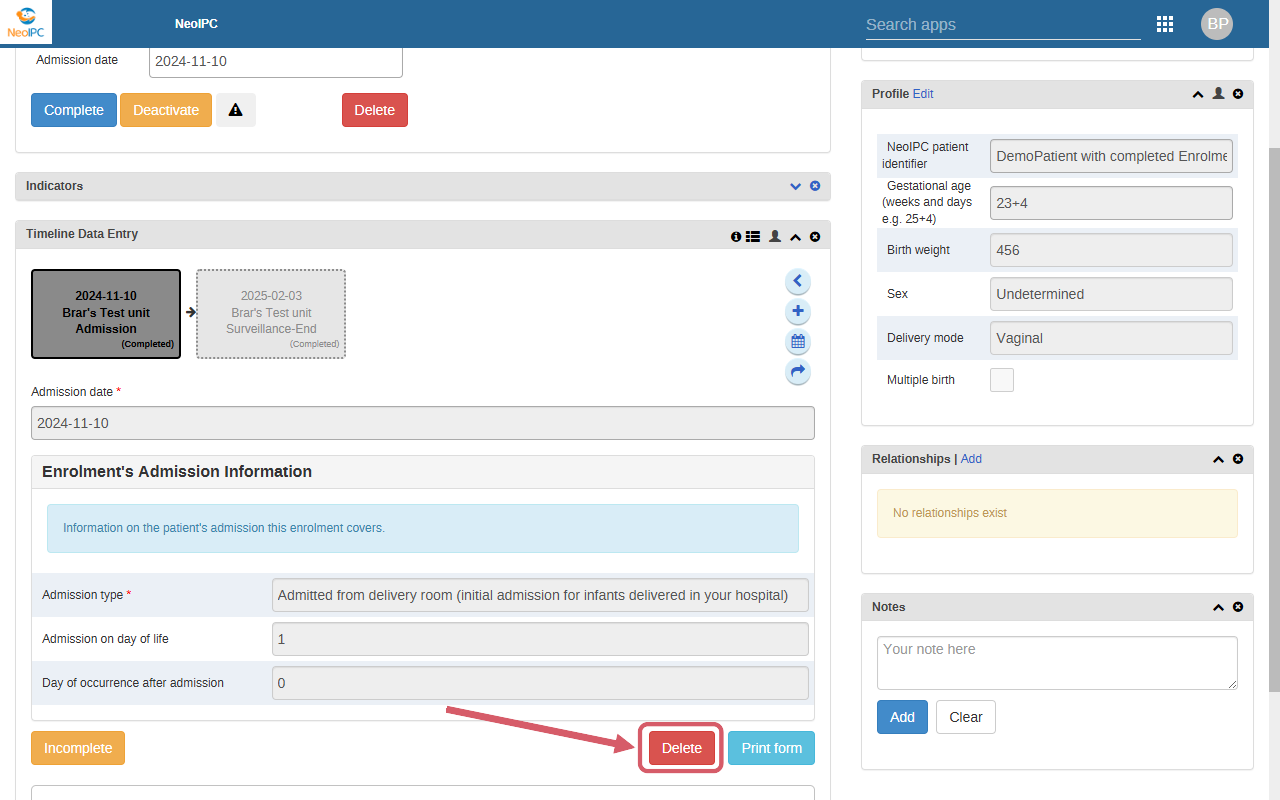 NeoIPC
NeoIPC
Search apps
BP
Admission date
2024-11-10
Complete
Deactivate
Delete
Indicators
Timeline Data Entry
2024-11-10
Brar's Test unit
Admission
(Completed)
2025-02-03
Brar's Test unit
Surveillance-End
(Completed)
Admission date *
2024-11-10
Enrolment's Admission Information
Information on the patient's admission this enrolment covers.
Admission type *
Admitted from delivery room (initial admission for infants delivered in your hospital)
Admission on day of life
1
Day of occurrence after admission
0
Incomplete
Delete
Print form
Profile Edit
NeoIPC patient
identifier
DemoPatient with completed Enrolme
Gestational age
(weeks and days
e.g. 25+4)
23+4
Birth weight
456
Sex
Undetermined
Delivery mode
Vaginal
Multiple birth
Relationships | Add
No relationships exist
Notes
Your note here
Add
Clear